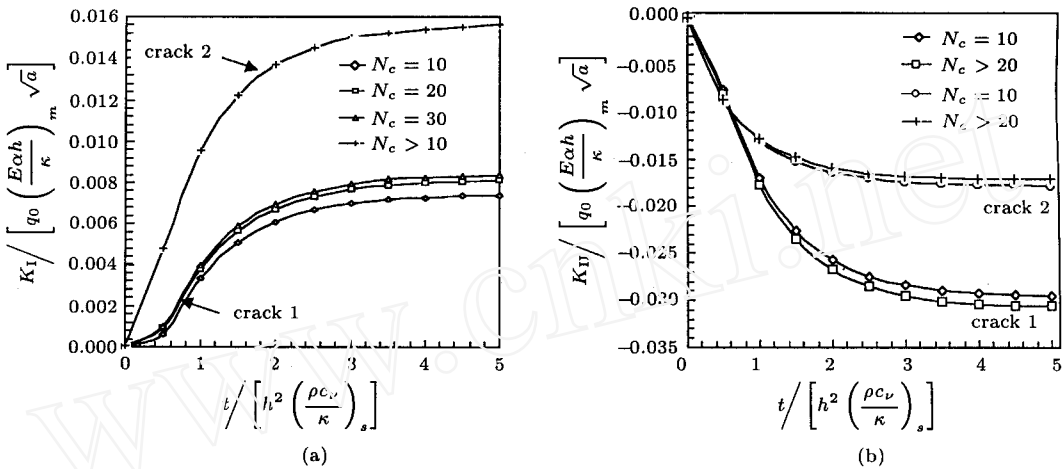 0.016
0.014
0.012
0.010
0.008
0.006
0.004
0.002
0.000
0 1 2 3 4 5
K_I/[q_0(Eαh/κ)_m √a]
crack 2
N_c = 10
N_c = 20
N_c = 30
N_c > 10
crack 1
t/[h^2(ρc_ν/κ)_s]
(a)
0.000
−0.005
−0.010
−0.015
−0.020
−0.025
−0.029
−0.035
0 1 2 3 4 5
K_II/[q_0(Eαh/κ)_m √a]
N_c = 10
N_c > 20
N_c = 10
N_c > 20
crack 2
crack 1
t/[h^2(ρc_ν/κ)_s]
(b)
www.cnki.net